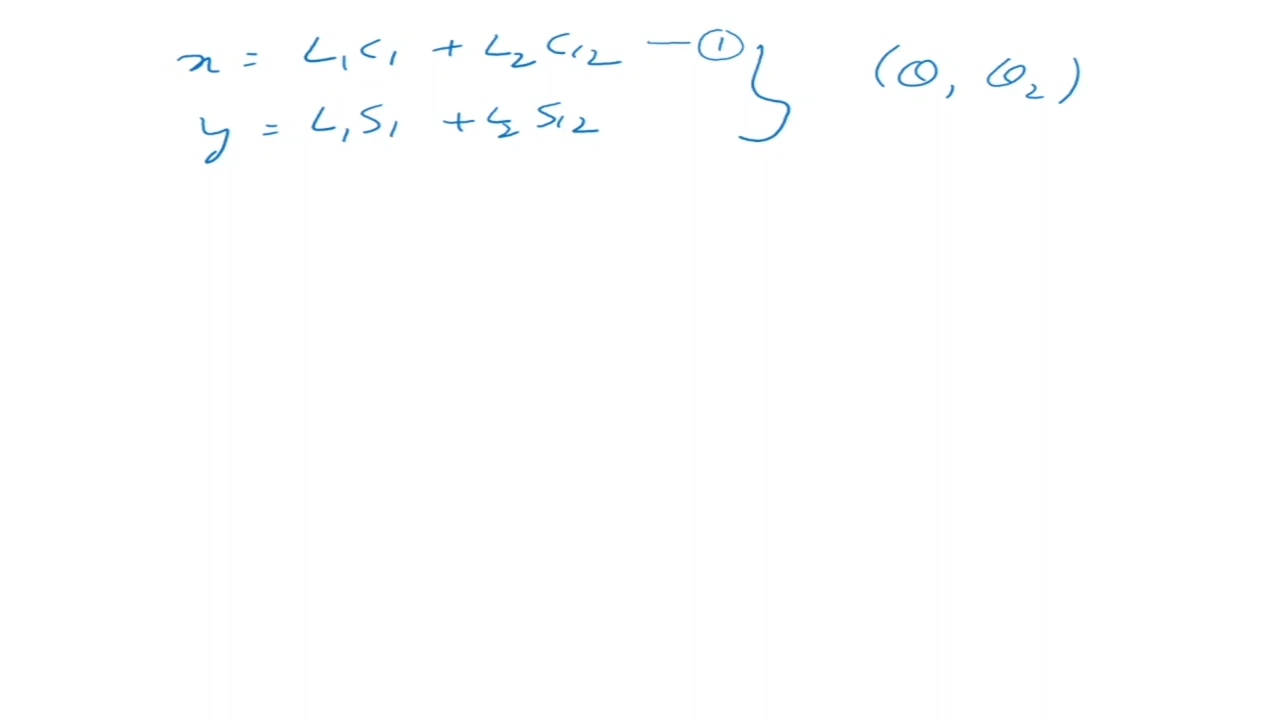 x = L₁C₁ + L₂C₁₂ — ① } (θ₁, θ₂)
y = L₁S₁ + L₂S₁₂